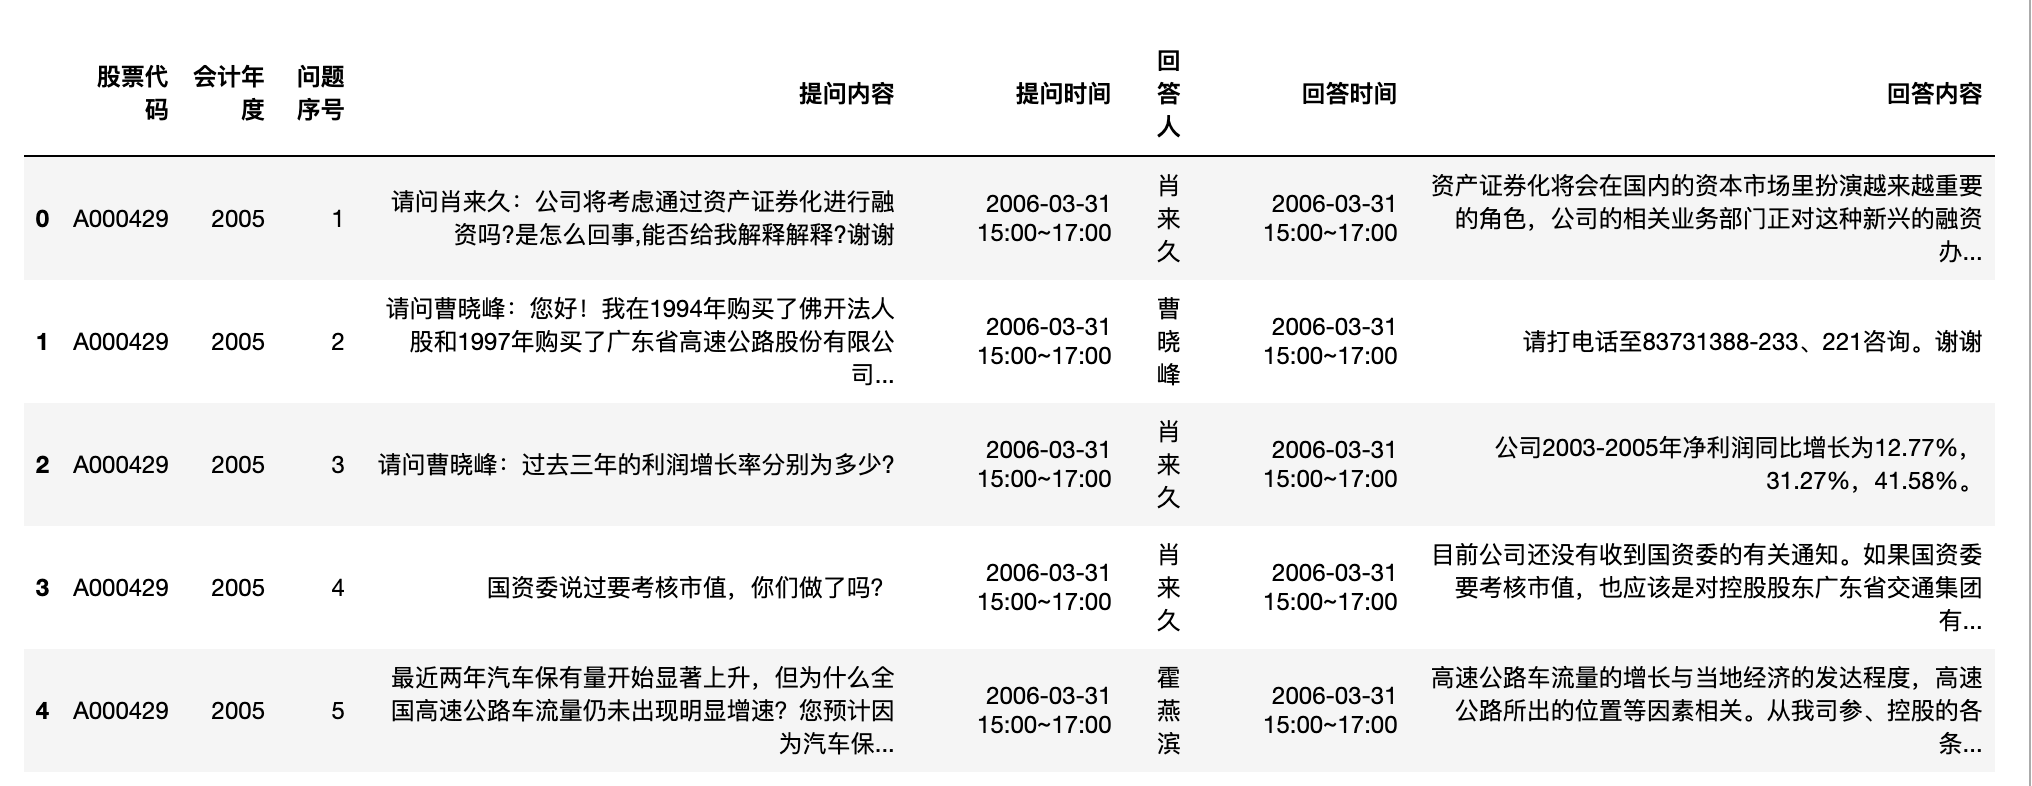 股票代码 会计年度 问题序号 提问内容 提问时间 回答人 回答时间 回答内容
0 A000429 2005 1 请问肖来久：公司将考虑通过资产证券化进行融资吗?是怎么回事,能否给我解释解释?谢谢 2006-03-31 15:00~17:00 肖来久 2006-03-31 15:00~17:00 资产证券化将会在国内的资本市场里扮演越来越重要的角色，公司的相关业务部门正对这种新兴的融资办...
1 A000429 2005 2 请问曹晓峰：您好！我在1994年购买了佛开法人股和1997年购买了广东省高速公路股份有限公司... 2006-03-31 15:00~17:00 曹晓峰 2006-03-31 15:00~17:00 请打电话至83731388-233、221咨询。谢谢
2 A000429 2005 3 请问曹晓峰：过去三年的利润增长率分别为多少? 2006-03-31 15:00~17:00 肖来久 2006-03-31 15:00~17:00 公司2003-2005年净利润同比增长为12.77%，31.27%，41.58%。
3 A000429 2005 4 国资委说过要考核市值，你们做了吗？ 2006-03-31 15:00~17:00 肖来久 2006-03-31 15:00~17:00 目前公司还没有收到国资委的有关通知。如果国资委要考核市值，也应该是对控股股东广东省交通集团有...
4 A000429 2005 5 最近两年汽车保有量开始显著上升，但为什么全国高速公路车流量仍未出现明显增速？您预计因为汽车保... 2006-03-31 15:00~17:00 霍燕滨 2006-03-31 15:00~17:00 高速公路车流量的增长与当地经济的发达程度，高速公路所出的位置等因素相关。从我司参、控股的各条...